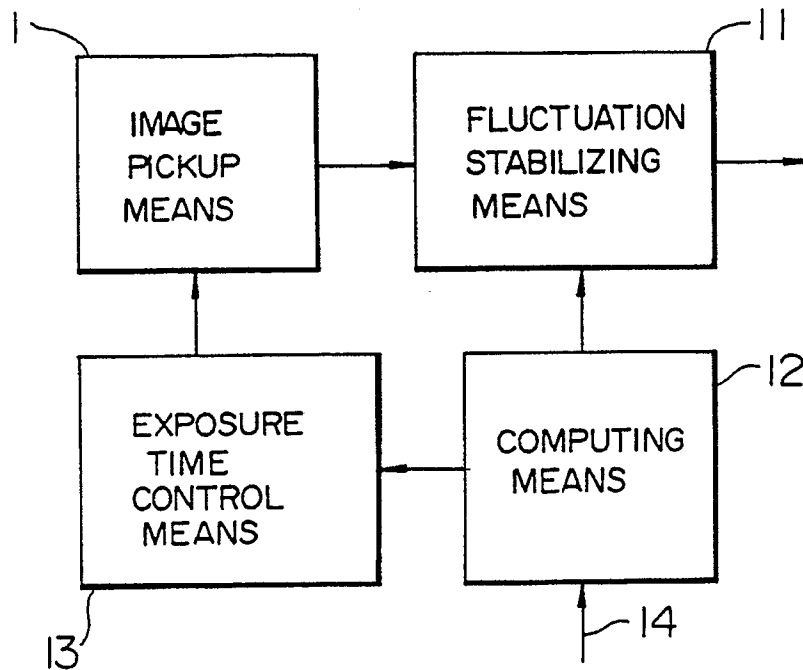 1
11
IMAGE
PICKUP
MEANS
FLUCTUATION
STABILIZING
MEANS
EXPOSURE
TIME
CONTROL
MEANS
COMPUTING
MEANS
12
13
14